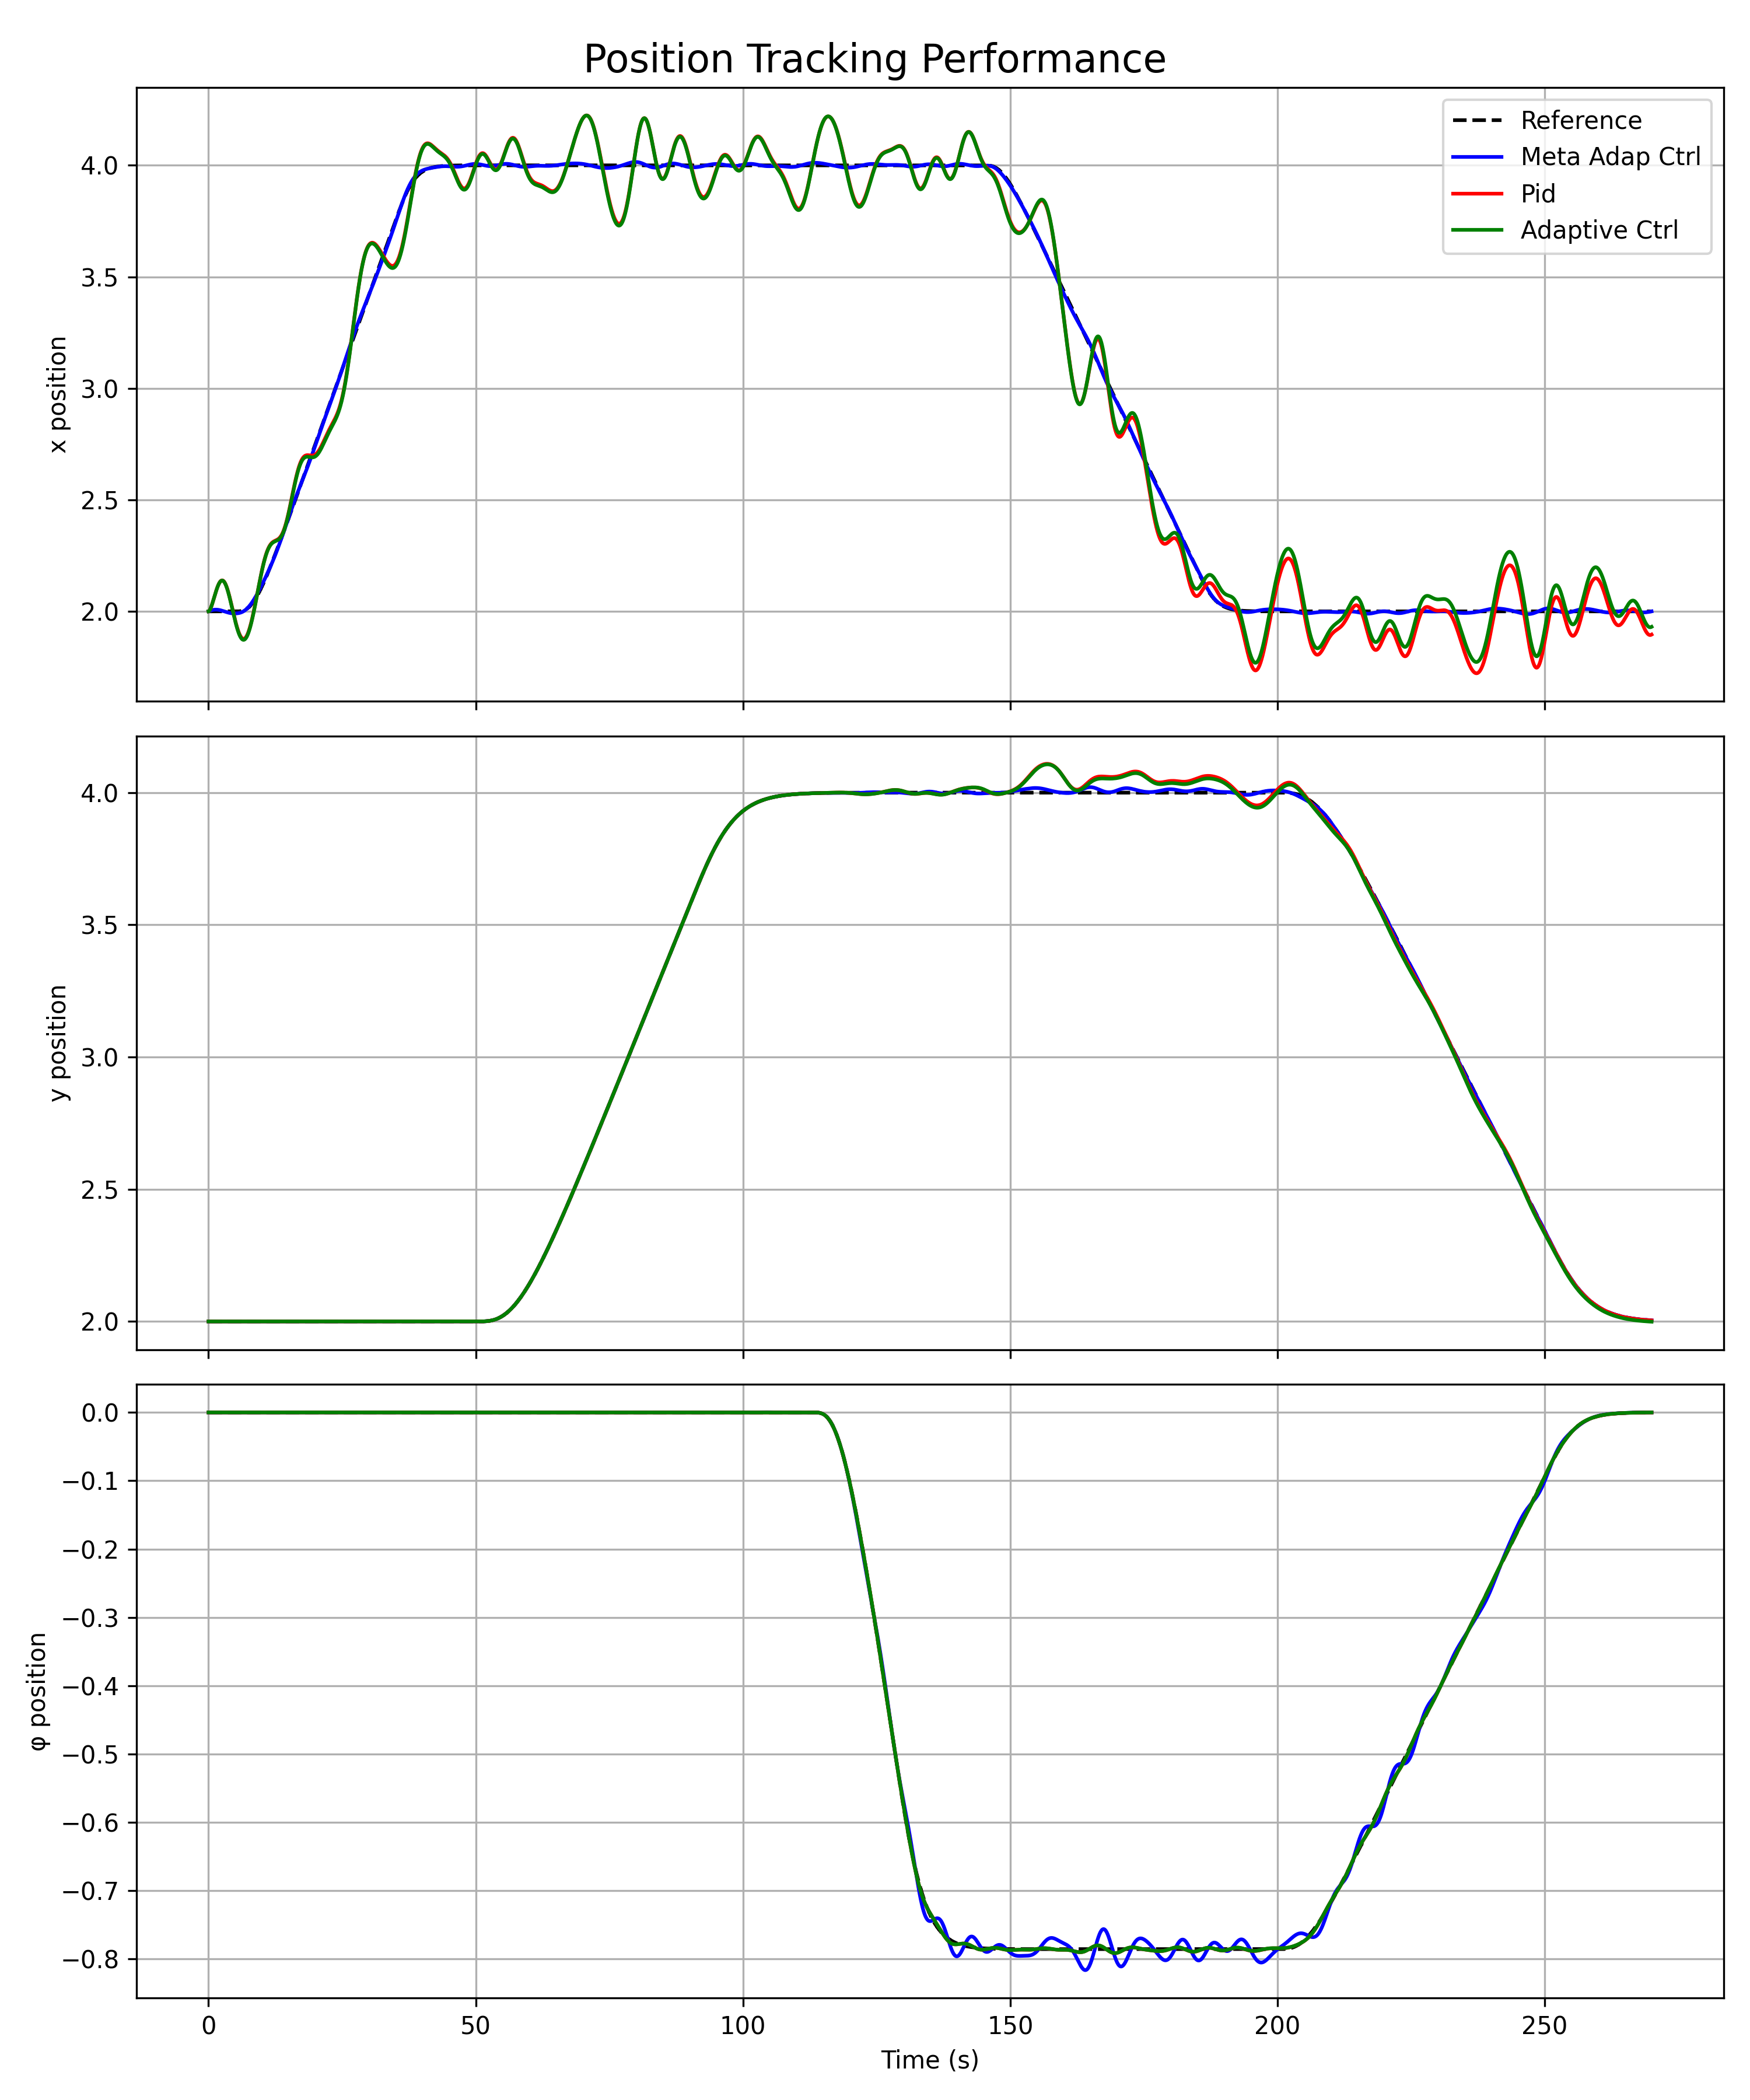 Position Tracking Performance
Reference
Meta Adap Ctrl
Pid
Adaptive Ctrl
4.0
3.5
3.0
2.5
2.0
x position
4.0
3.5
3.0
2.5
2.0
y position
0.0
−0.1
−0.2
−0.3
−0.4
−0.5
−0.6
−0.7
−0.8
φ position
0 50 100 150 200 250
Time (s)